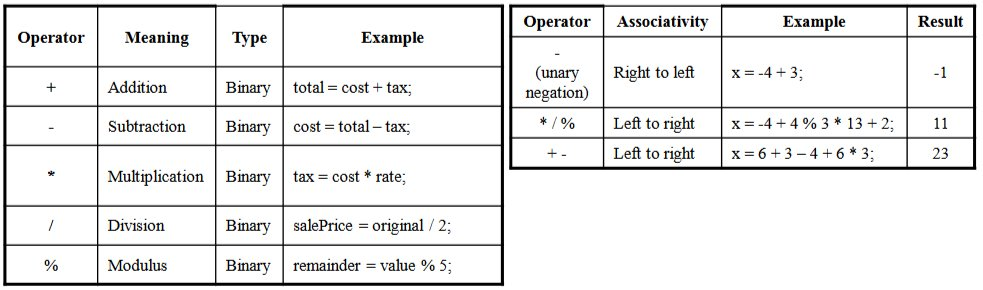 Operator Meaning Type Example
+ Addition Binary total = cost + tax;
- Subtraction Binary cost = total – tax;
* Multiplication Binary tax = cost * rate;
/ Division Binary salePrice = original / 2;
% Modulus Binary remainder = value % 5;
Operator Associativity Example Result
-
(unary
negation) Right to left x = -4 + 3; -1
* / % Left to right x = -4 + 4 % 3 * 13 + 2; 11
+ - Left to right x = 6 + 3 – 4 + 6 * 3; 23